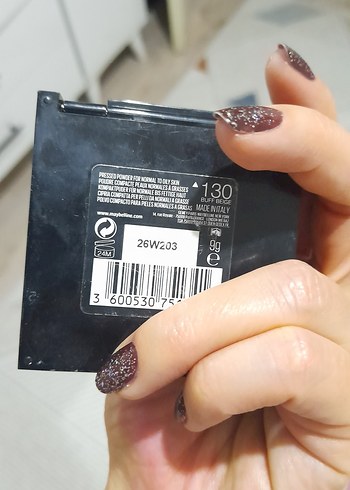 PRESSED POWDER FOR NORMAL TO OILY SKIN
POUDRE COMPACTE PEAUX NORMALES À GRASSES
KOMPAKTPUDER FÜR NORMALE BIS FETTIGE HAUT
CIPRIA COMPATTA PER PELLI DA NORMALI A GRASSE
POLVO COMPACTO PARA PIELES NORMALES A GRASAS
130
BUFF BEIGE
MADE IN ITALY
www.maybelline.com
24M
26W203
9g
e
3 600530 75